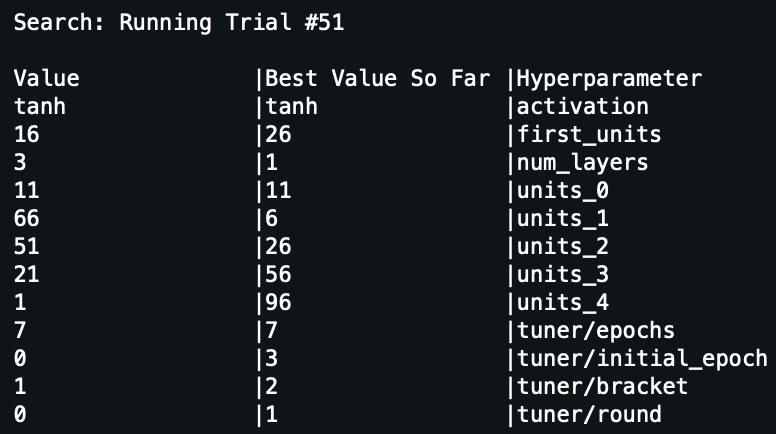 Search: Running Trial #51
Value |Best Value So Far |Hyperparameter
tanh |tanh |activation
16 |26 |first_units
3 |1 |num_layers
11 |11 |units_0
66 |6 |units_1
51 |26 |units_2
21 |56 |units_3
1 |96 |units_4
7 |7 |tuner/epochs
0 |3 |tuner/initial_epoch
1 |2 |tuner/bracket
0 |1 |tuner/round